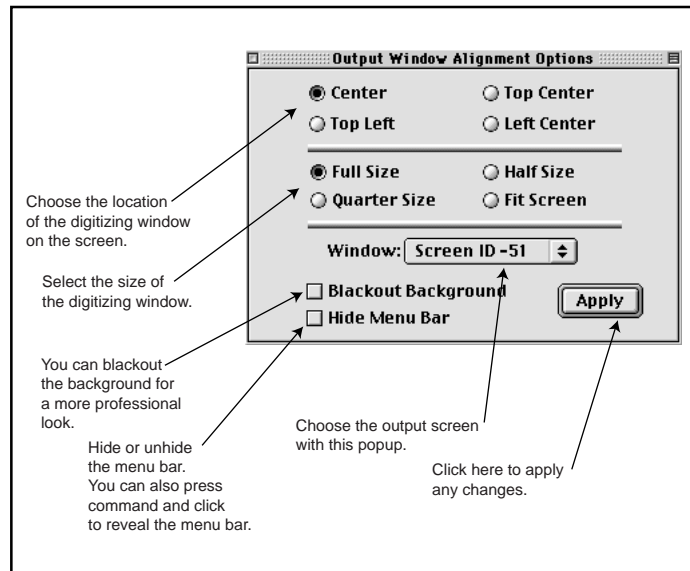 Output Window Alignment Options
Center
Top Center
Top Left
Left Center
Full Size
Half Size
Quarter Size
Fit Screen
Window: Screen ID -51
Blackout Background
Hide Menu Bar
Apply
Choose the location
of the digitizing window
on the screen.
Select the size of
the digitizing window.
You can blackout
the background for
a more professional
look.
Hide or unhide
the menu bar.
You can also press
command and click
to reveal the menu bar.
Choose the output screen
with this popup.
Click here to apply
any changes.